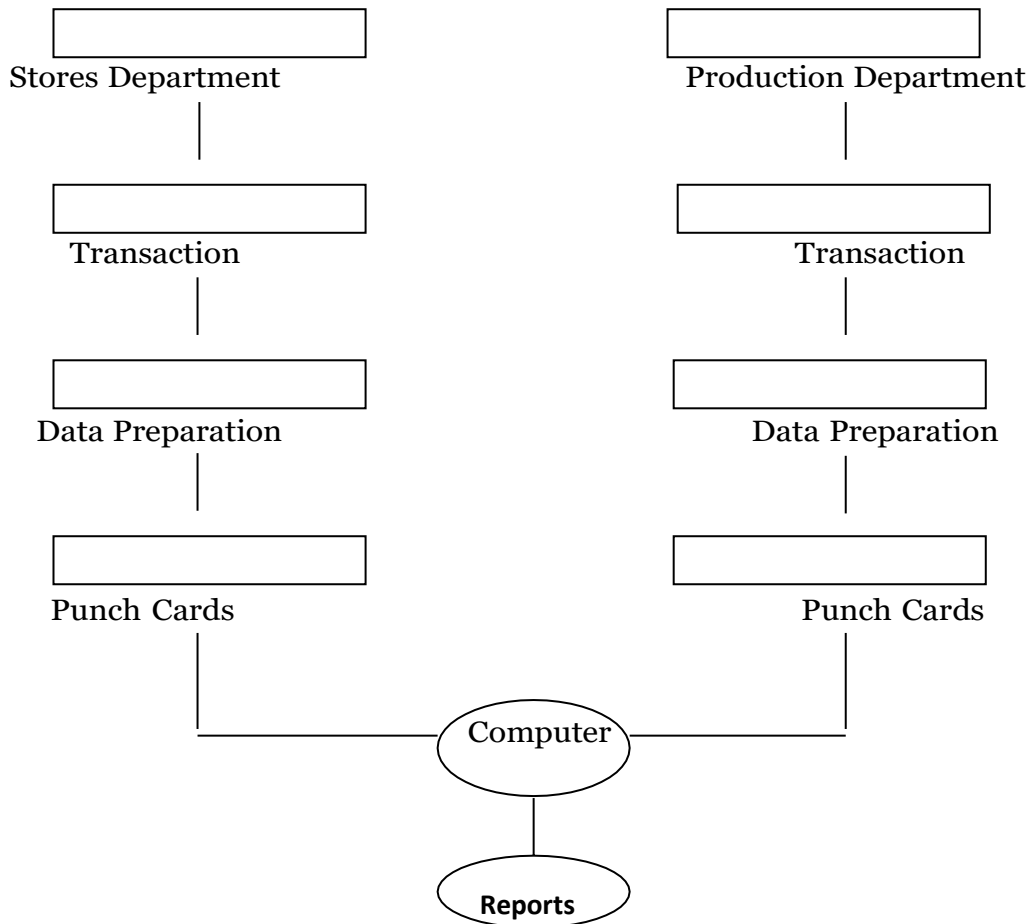 Stores Department
Production Department
Transaction
Transaction
Data Preparation
Data Preparation
Punch Cards
Punch Cards
Computer
Reports